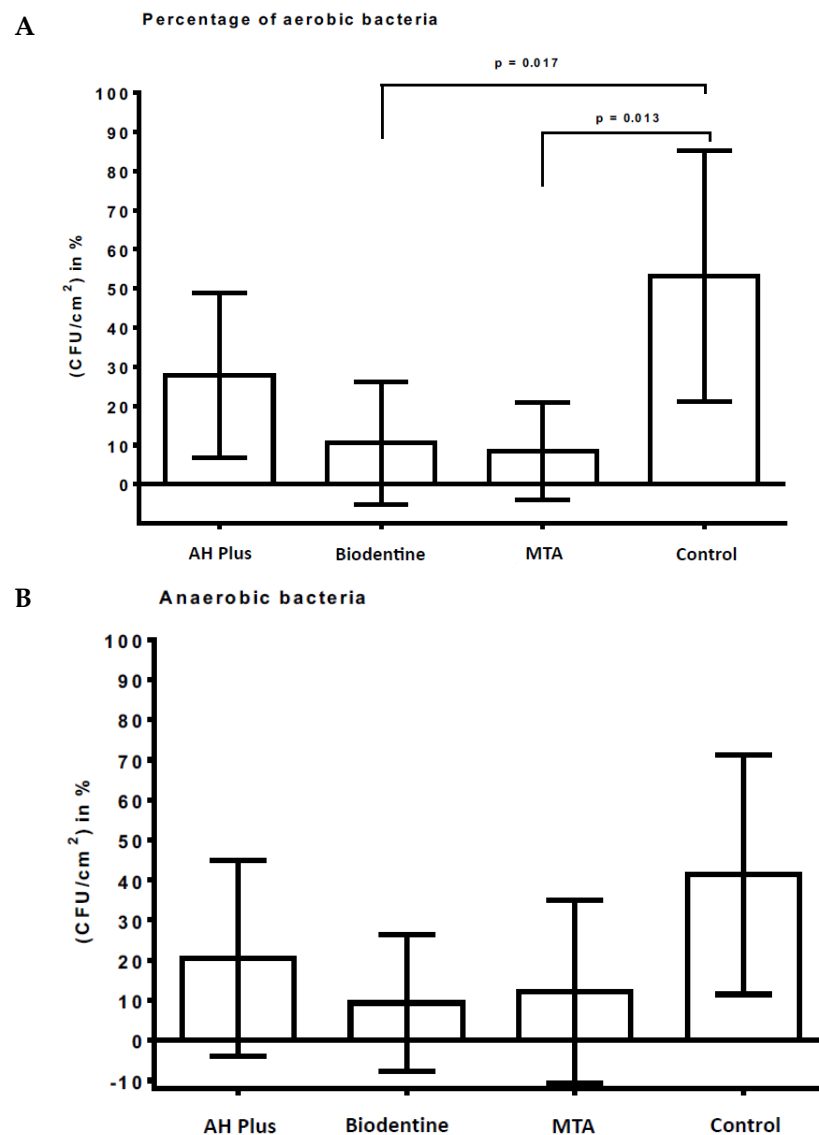 A
Percentage of aerobic bacteria
p = 0.017
p = 0.013
(CFU/cm²) in %
100
90
80
70
60
50
40
30
20
10
0
AH Plus Biodentine MTA Control
B
Anaerobic bacteria
(CFU/cm²) in %
100
90
80
70
60
50
40
30
20
10
0
-10
AH Plus Biodentine MTA Control